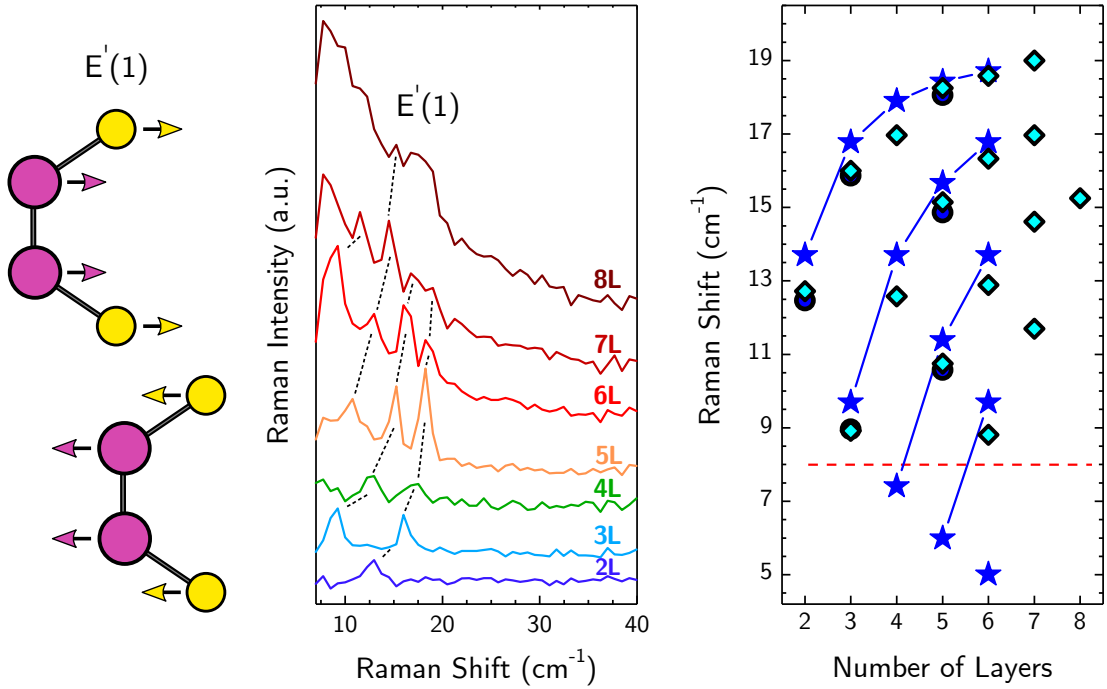 E'(1)
E'(1)
8L
7L
6L
5L
4L
3L
2L
Raman Intensity (a.u.)
10 20 30 40
Raman Shift (cm-1)
Raman Shift (cm-1)
19
17
15
13
11
9
7
5
2 3 4 5 6 7 8
Number of Layers